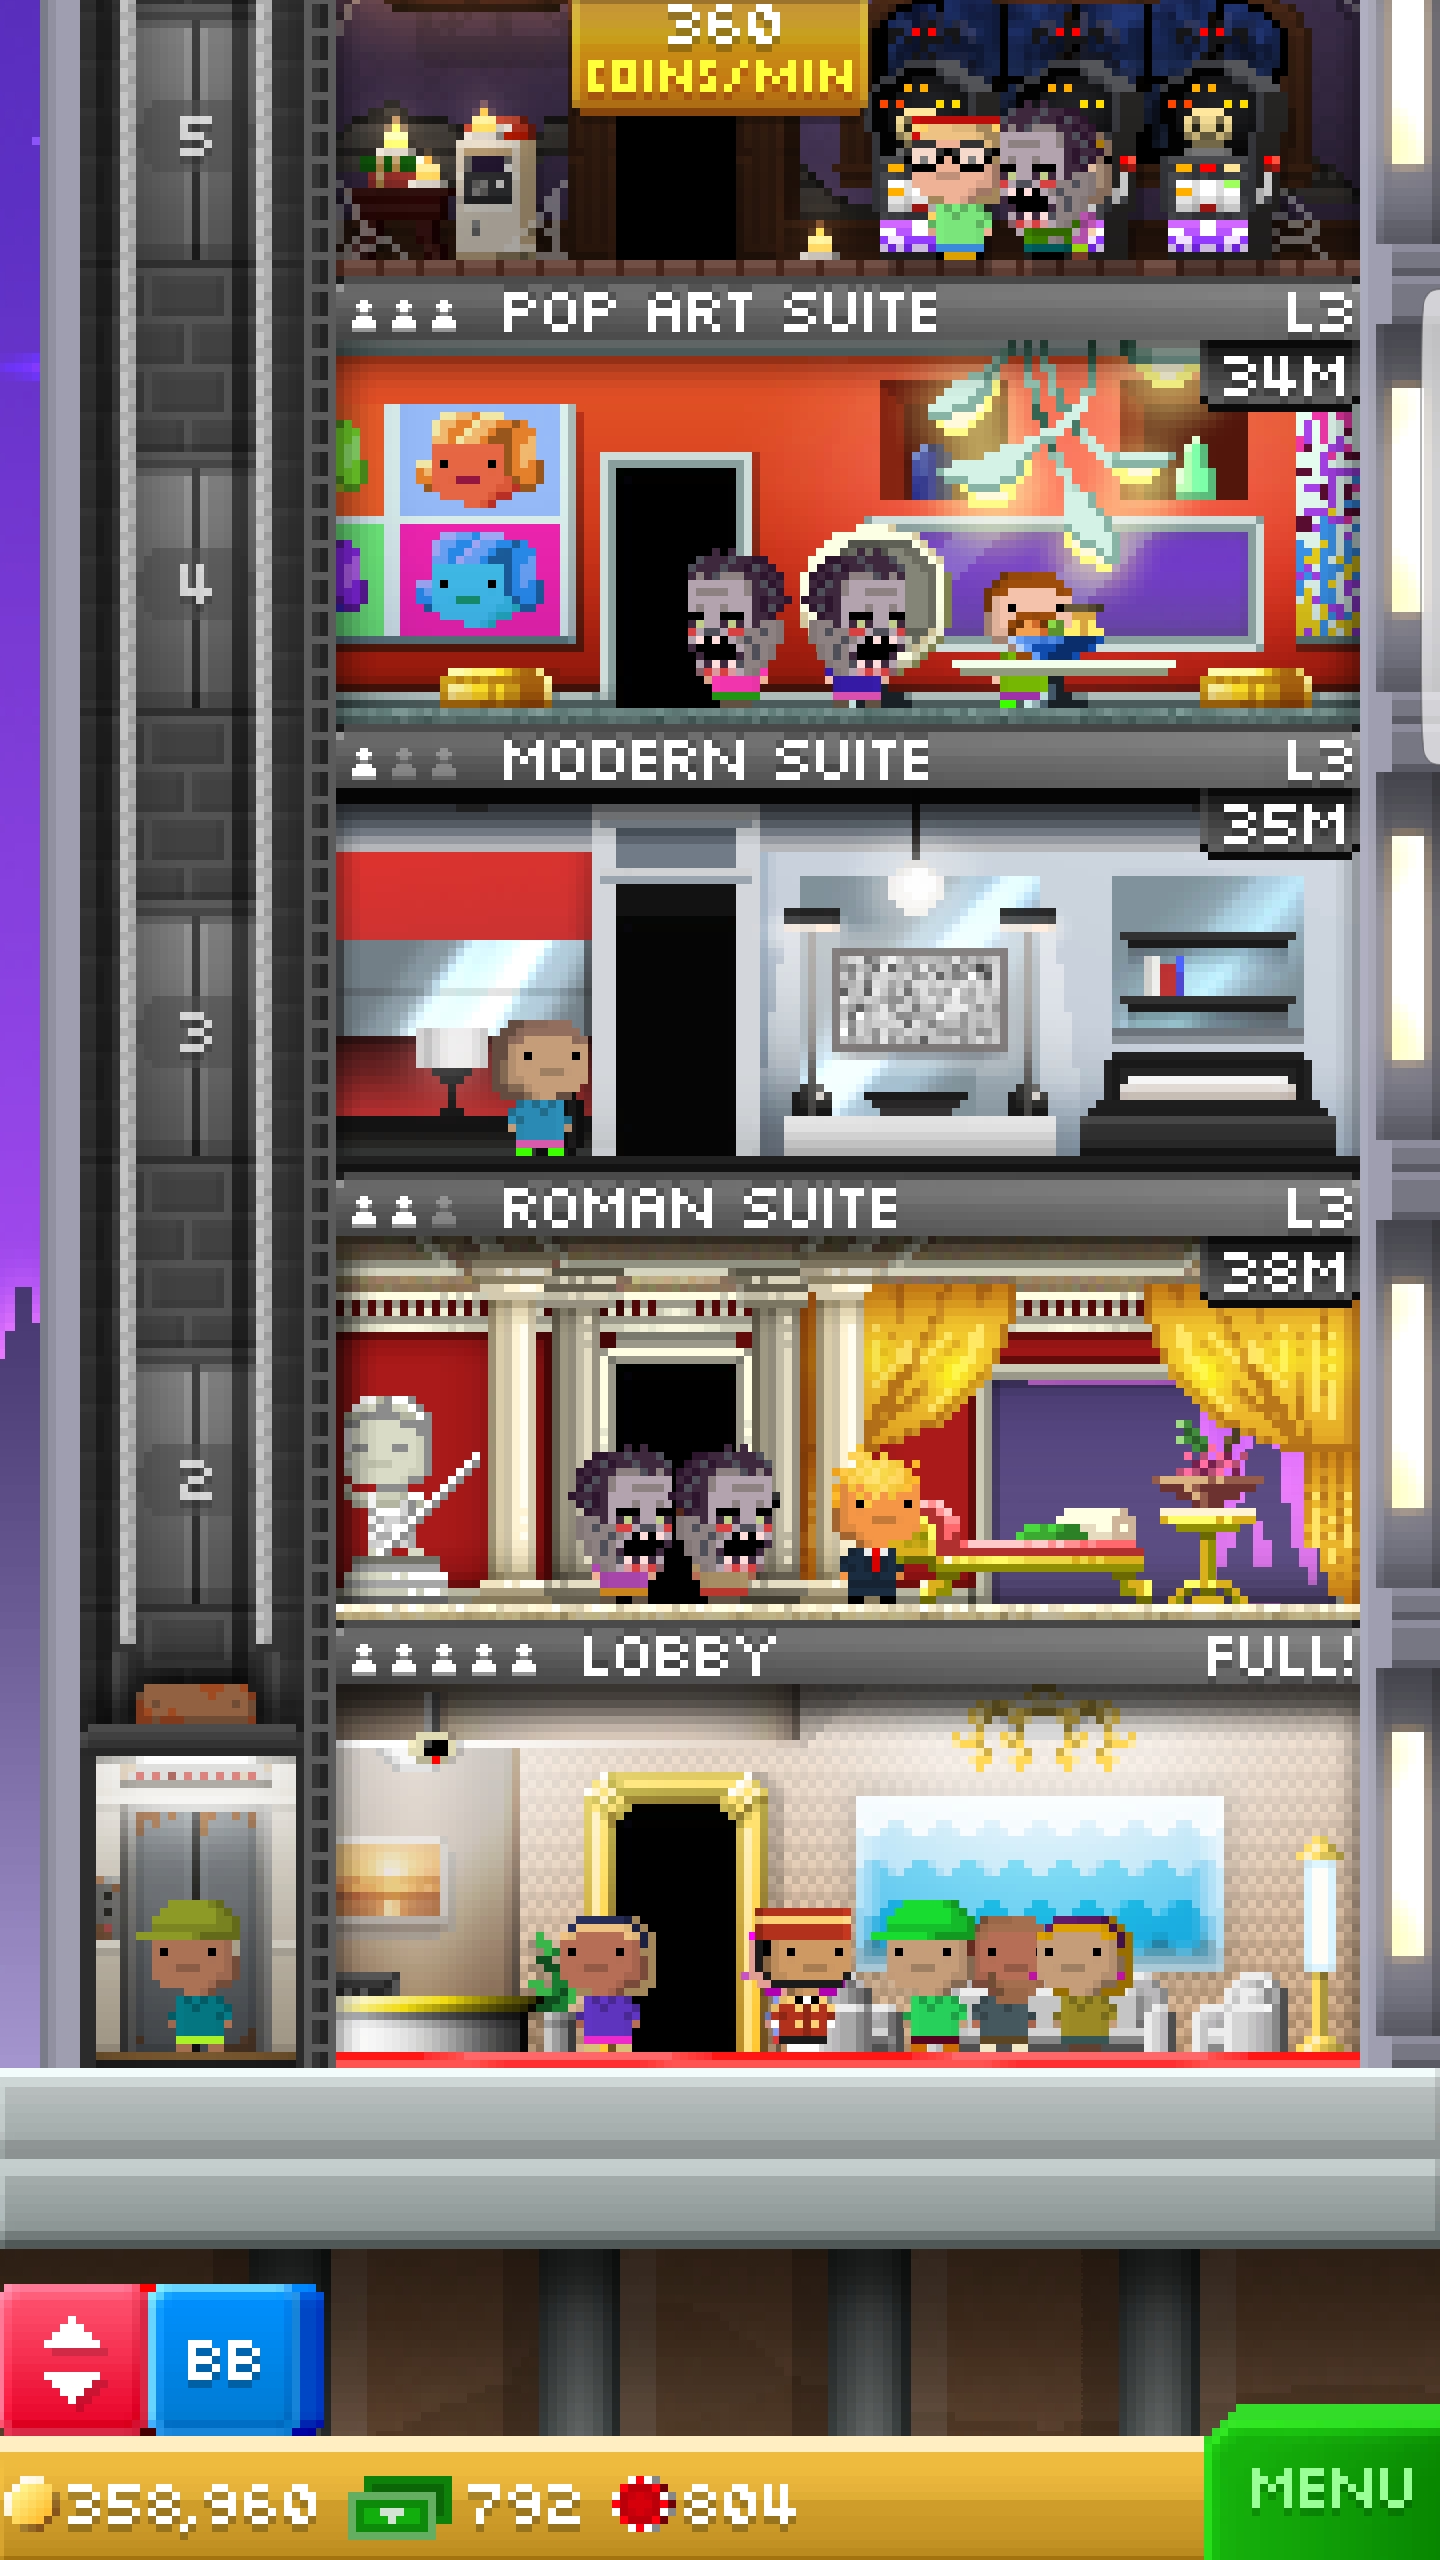 360
COINS/MIN
5
POP ART SUITE L3
34M
4
MODERN SUITE L3
35M
3
ROMAN SUITE L3
38M
2
LOBBY FULL!
BB
358,960 792 804
MENU